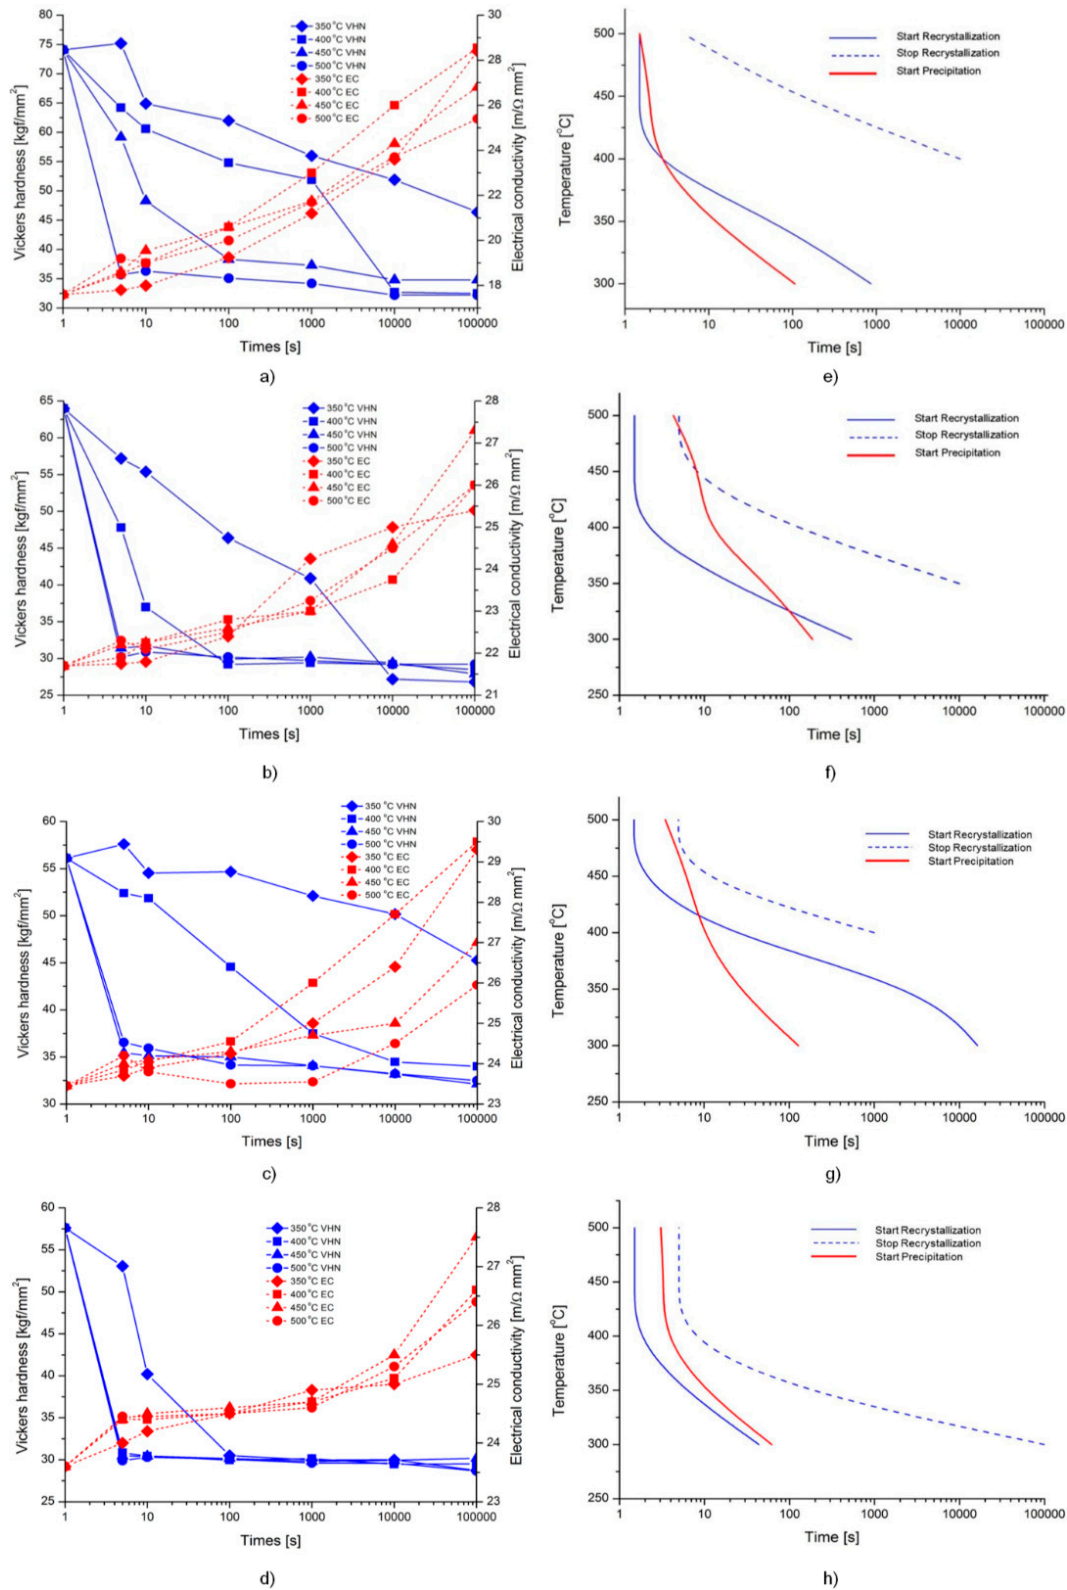 80
75
70
65
60
55
50
45
40
35
30
Vickers hardness [kgf/mm²]
350 °C VHN
400 °C VHN
450 °C VHN
500 °C VHN
350 °C EC
400 °C EC
450 °C EC
500 °C EC
30
28
26
24
22
20
18
Electrical conductivity [m/Ω mm²]
1 10 100 1000 10000 100000
Times [s]
a)
500
450
400
350
300
Temperature [°C]
Start Recrystallization
Stop Recrystallization
Start Precipitation
1 10 100 1000 10000 100000
Time [s]
e)
65
60
55
50
45
40
35
30
25
Vickers hardness [kgf/mm²]
350 °C VHN
400 °C VHN
450 °C VHN
500 °C VHN
350 °C EC
400 °C EC
450 °C EC
500 °C EC
28
27
26
25
24
23
22
21
Electrical conductivity [m/Ω mm²]
1 10 100 1000 10000 100000
Times [s]
b)
500
450
400
350
300
250
Temperature [°C]
Start Recrystallization
Stop Recrystallization
Start Precipitation
1 10 100 1000 10000 100000
Time [s]
f)
60
55
50
45
40
35
30
Vickers hardness [kgf/mm²]
350 °C VHN
400 °C VHN
450 °C VHN
500 °C VHN
350 °C EC
400 °C EC
450 °C EC
500 °C EC
30
29
28
27
26
25
24
23
Electrical conductivity [m/Ω mm²]
1 10 100 1000 10000 100000
Times [s]
c)
500
450
400
350
300
250
Temperature [°C]
Start Recrystallization
Stop Recrystallization
Start Precipitation
1 10 100 1000 10000 100000
Time [s]
g)
60
55
50
45
40
35
30
25
Vickers hardness [kgf/mm²]
350 °C VHN
400 °C VHN
450 °C VHN
500 °C VHN
350 °C EC
400 °C EC
450 °C EC
500 °C EC
28
27
26
25
24
23
Electrical conductivity [m/Ω mm²]
1 10 100 1000 10000 100000
Times [s]
d)
500
450
400
350
300
250
Temperature [°C]
Start Recrystallization
Stop Recrystallization
Start Precipitation
1 10 100 1000 10000 100000
Time [s]
h)